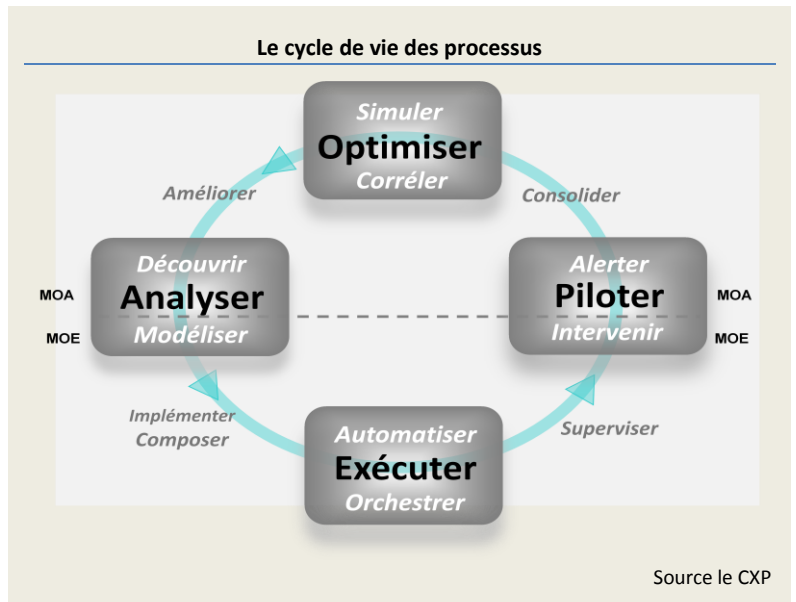 Le cycle de vie des processus
Simuler
Optimiser
Corréler
Améliorer
Consolider
Découvrir
Analyser
Modéliser
Alerter
Piloter
Intervenir
MOA
MOE
MOA
MOE
Implémenter
Composer
Superviser
Automatiser
Exécuter
Orchestrer
Source le CXP